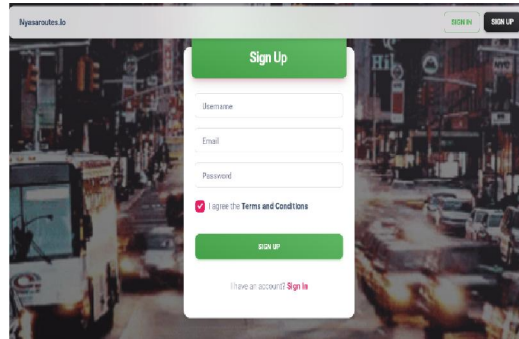 Nyasaroutes.Io
SIGN IN
SIGN UP
Sign Up
Username
Email
Password
I agree the Terms and Conditions
SIGN UP
I have an account? Sign In